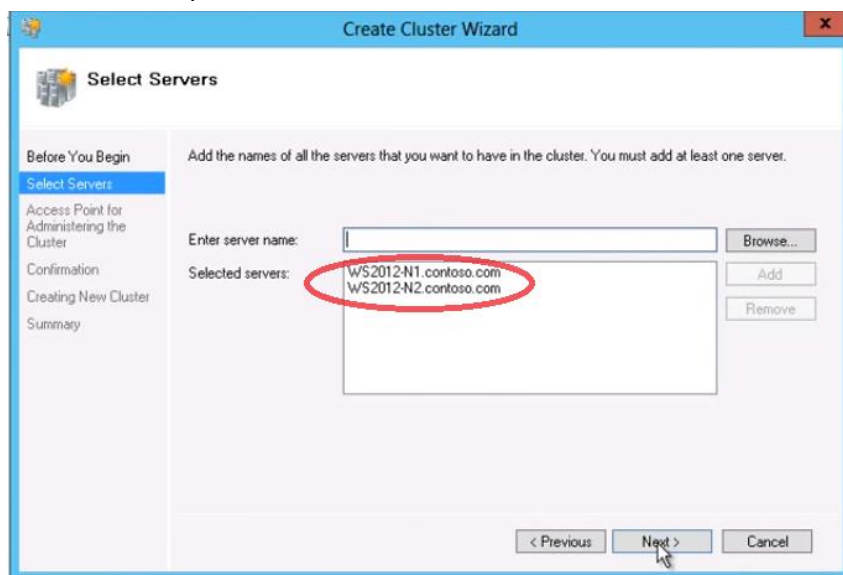 Create Cluster Wizard
x
Select Servers
Before You Begin
Select Servers
Access Point for
Administering the
Cluster
Confirmation
Creating New Cluster
Summary
Add the names of all the servers that you want to have in the cluster. You must add at least one server.
Enter server name:
Browse...
Selected servers:
WS2012-N1.contoso.com
WS2012-N2.contoso.com
Add
Remove
< Previous
Next >
Cancel